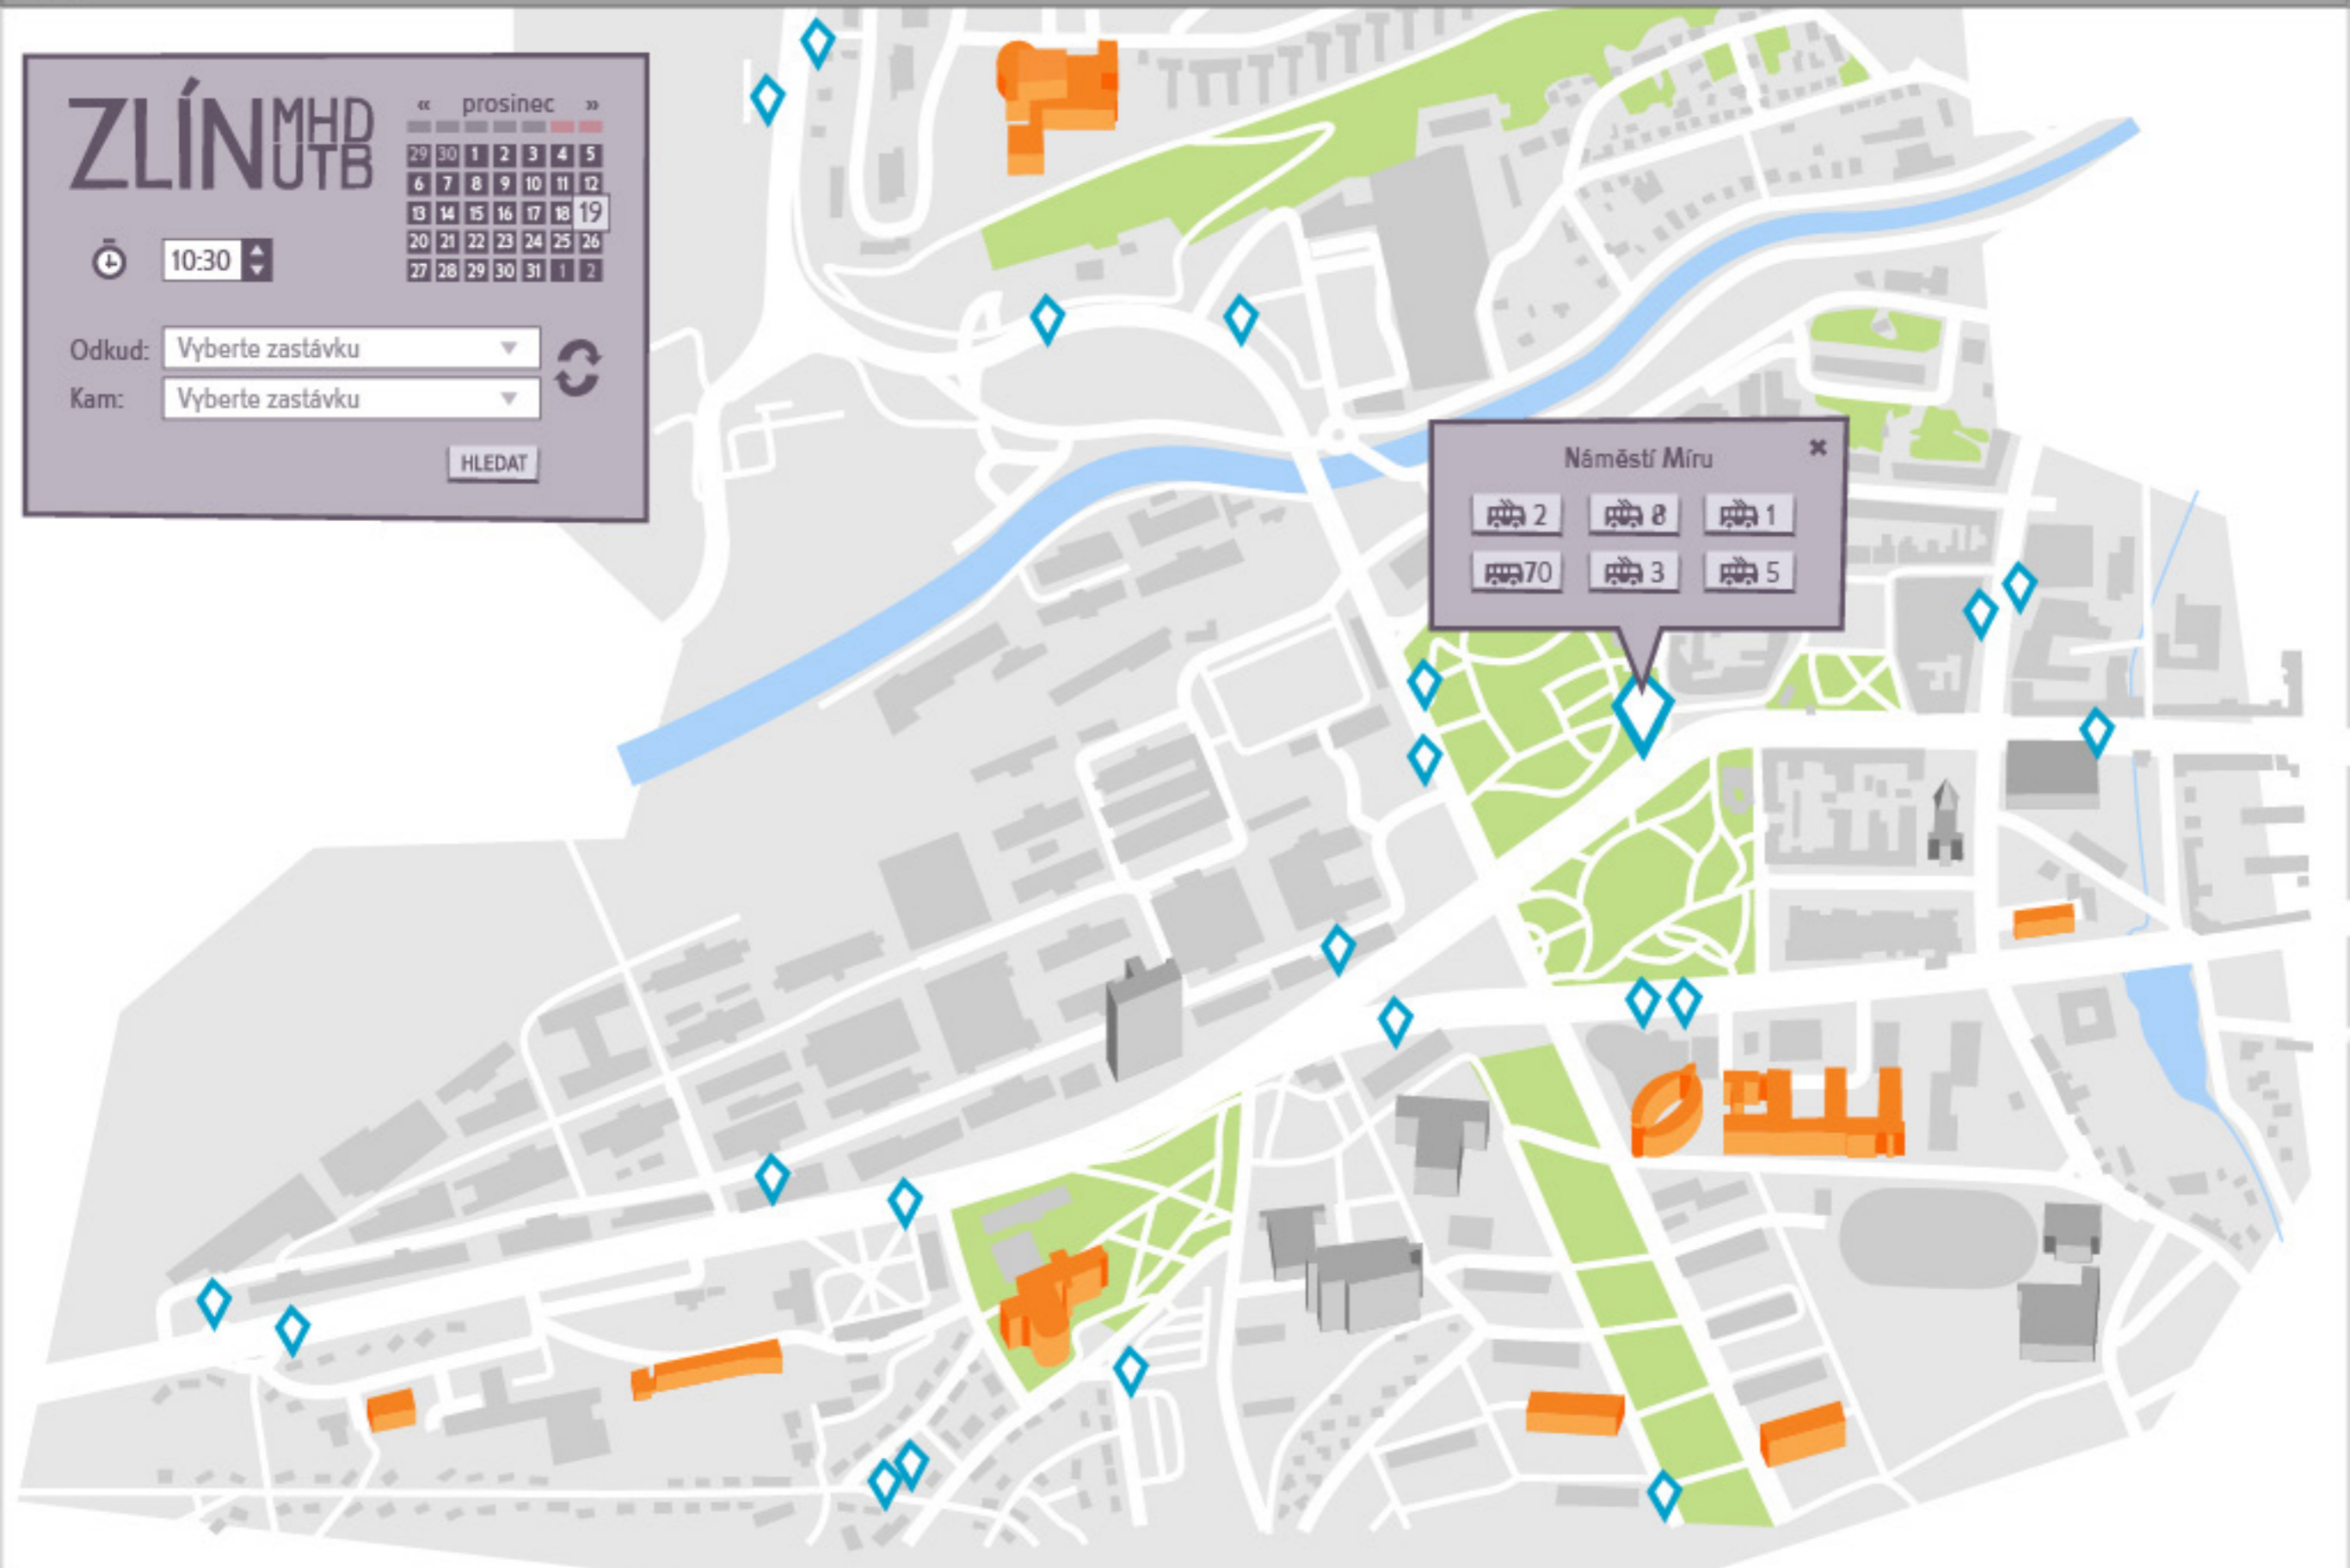 ZLÍN MHD
UTB
« prosinec »
29 30 1 2 3 4 5
6 7 8 9 10 11 12
13 14 15 16 17 18 19
20 21 22 23 24 25 26
27 28 29 30 31 1 2
10:30
Odkud: Vyberte zastávku
Kam: Vyberte zastávku
HLEDAT
Náměstí Míru
2 8 1
70 3 5